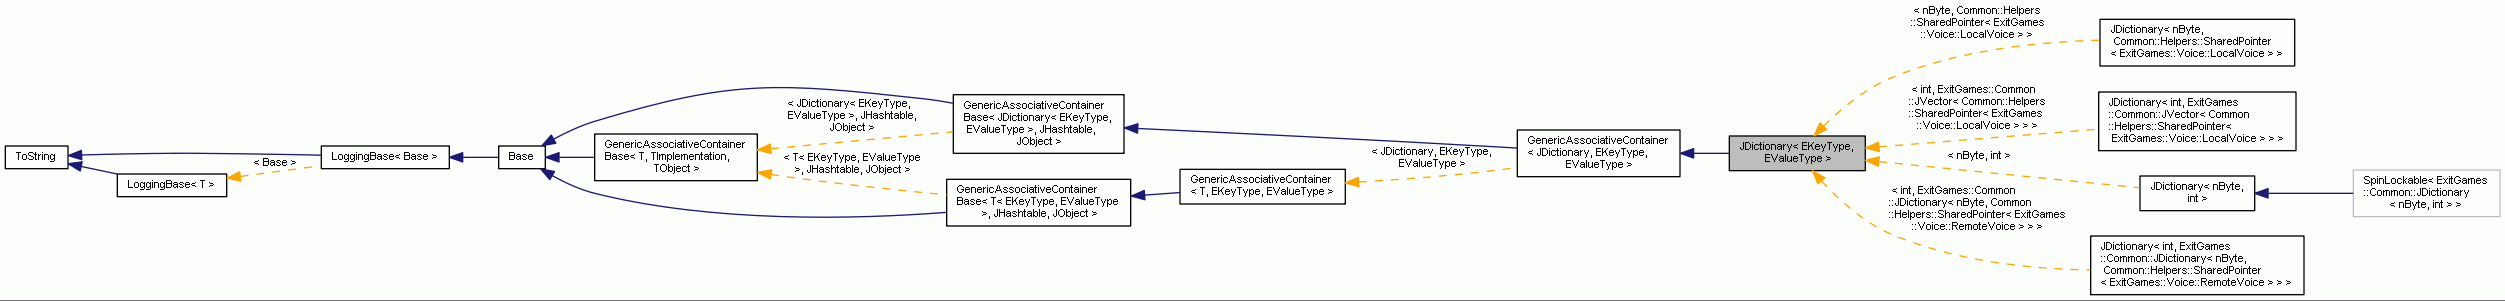 ToString
LoggingBase< T >
< Base >
LoggingBase< Base >
Base
GenericAssociativeContainer
Base< T, TImplementation,
TObject >
< JDictionary< EKeyType,
EValueType >, JHashtable,
JObject >
< T< EKeyType, EValueType
>, JHashtable, JObject >
GenericAssociativeContainer
Base< JDictionary< EKeyType,
EValueType >, JHashtable,
JObject >
GenericAssociativeContainer
Base< T< EKeyType, EValueType
>, JHashtable, JObject >
GenericAssociativeContainer
< T, EKeyType, EValueType >
< JDictionary, EKeyType,
EValueType >
GenericAssociativeContainer
< JDictionary, EKeyType,
EValueType >
JDictionary< EKeyType,
EValueType >
< nByte, Common::Helpers
::SharedPointer< ExitGames
::Voice::LocalVoice > >
< int, ExitGames::Common
::JVector< Common::Helpers
::SharedPointer< ExitGames
::Voice::LocalVoice > > >
< nByte, int >
< int, ExitGames::Common
::JDictionary< nByte, Common
::Helpers::SharedPointer< ExitGames
::Voice::RemoteVoice > > >
JDictionary< nByte,
Common::Helpers::SharedPointer
< ExitGames::Voice::LocalVoice > >
JDictionary< int, ExitGames
::Common::JVector< Common
::Helpers::SharedPointer<
ExitGames::Voice::LocalVoice > > >
JDictionary< nByte,
int >
JDictionary< int, ExitGames
::Common::JDictionary< nByte,
Common::Helpers::SharedPointer
< ExitGames::Voice::RemoteVoice > > >
SpinLockable< ExitGames
::Common::JDictionary
< nByte, int > >